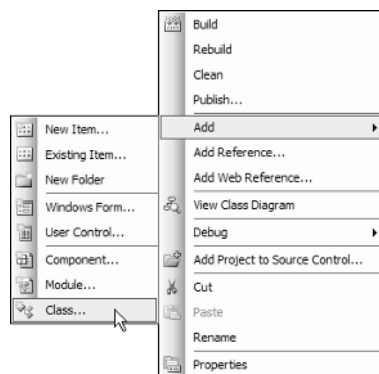 Build
Rebuild
Clean
Publish...
Add
Add Reference...
Add Web Reference...
View Class Diagram
Debug
Add Project to Source Control...
Cut
Paste
Rename
Properties
New Item...
Existing Item...
New Folder
Windows Form...
User Control...
Component...
Module...
Class...